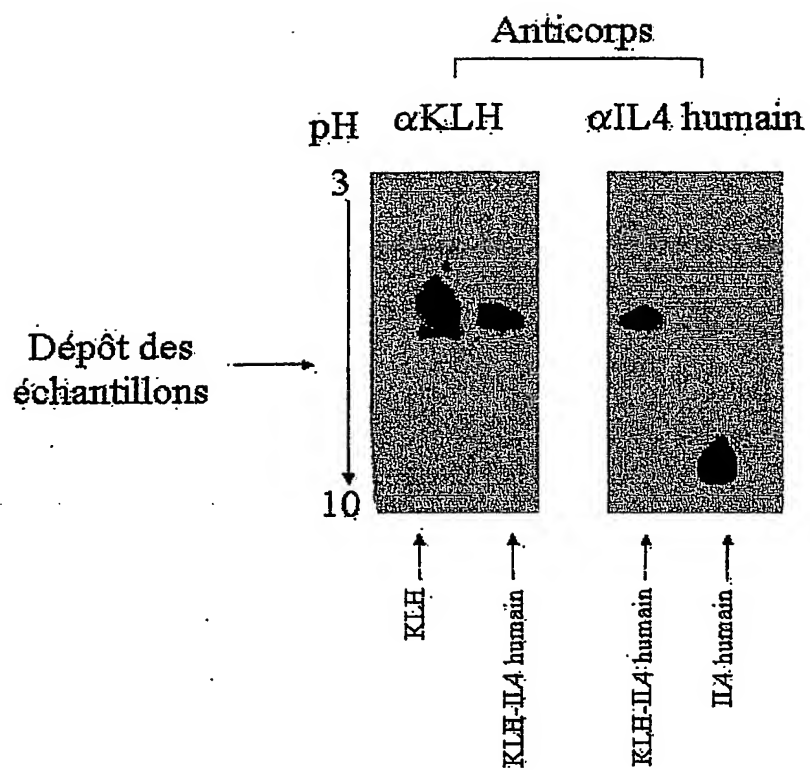 Anticorps
pH
αKLH
αIL4 humain
3
Dépôt des
échantillons
10
KLH
KLH-IL4 humain
KLH-IL4 humain
IL4 humain